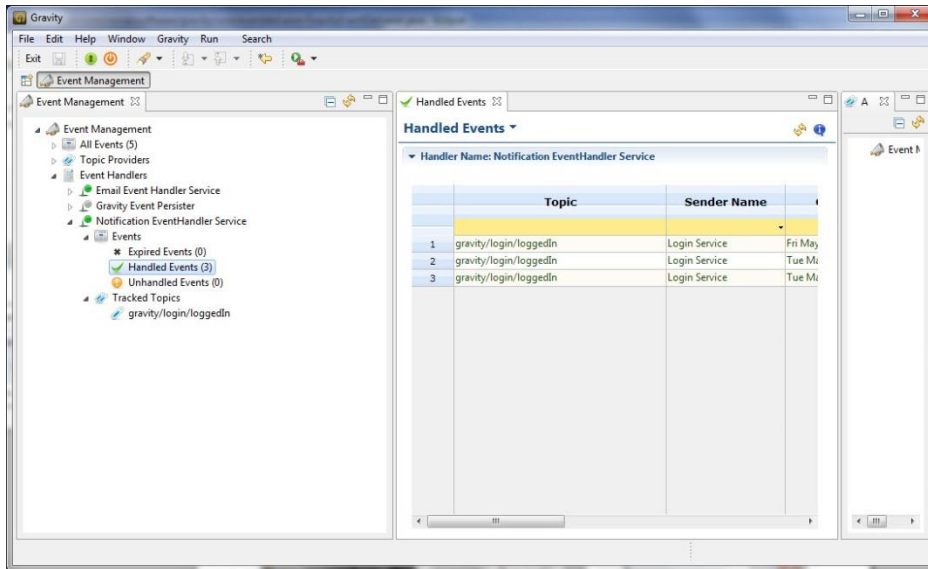 Gravity
File Edit Help Window Gravity Run Search
Exit
Event Management
Event Management
Event Management
All Events (5)
Topic Providers
Event Handlers
Email Event Handler Service
Gravity Event Persister
Notification EventHandler Service
Events
Expired Events (0)
Handled Events (3)
Unhandled Events (0)
Tracked Topics
gravity/login/loggedIn
Handled Events
Handled Events
Handler Name: Notification EventHandler Service
Topic Sender Name
1 gravity/login/loggedIn Login Service Fri May
2 gravity/login/loggedIn Login Service Tue Ma
3 gravity/login/loggedIn Login Service Tue Ma
A
Event M